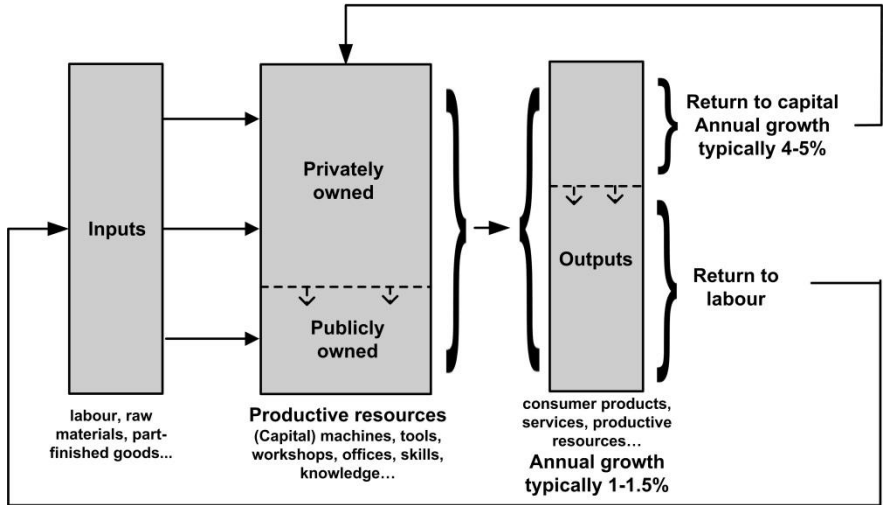 Inputs
labour, raw
materials, part-
finished goods...
Privately
owned
Publicly
owned
Productive resources
(Capital) machines, tools,
workshops, offices, skills,
knowledge…
Outputs
consumer products,
services, productive
resources…
Annual growth
typically 1-1.5%
Return to capital
Annual growth
typically 4-5%
Return to
labour